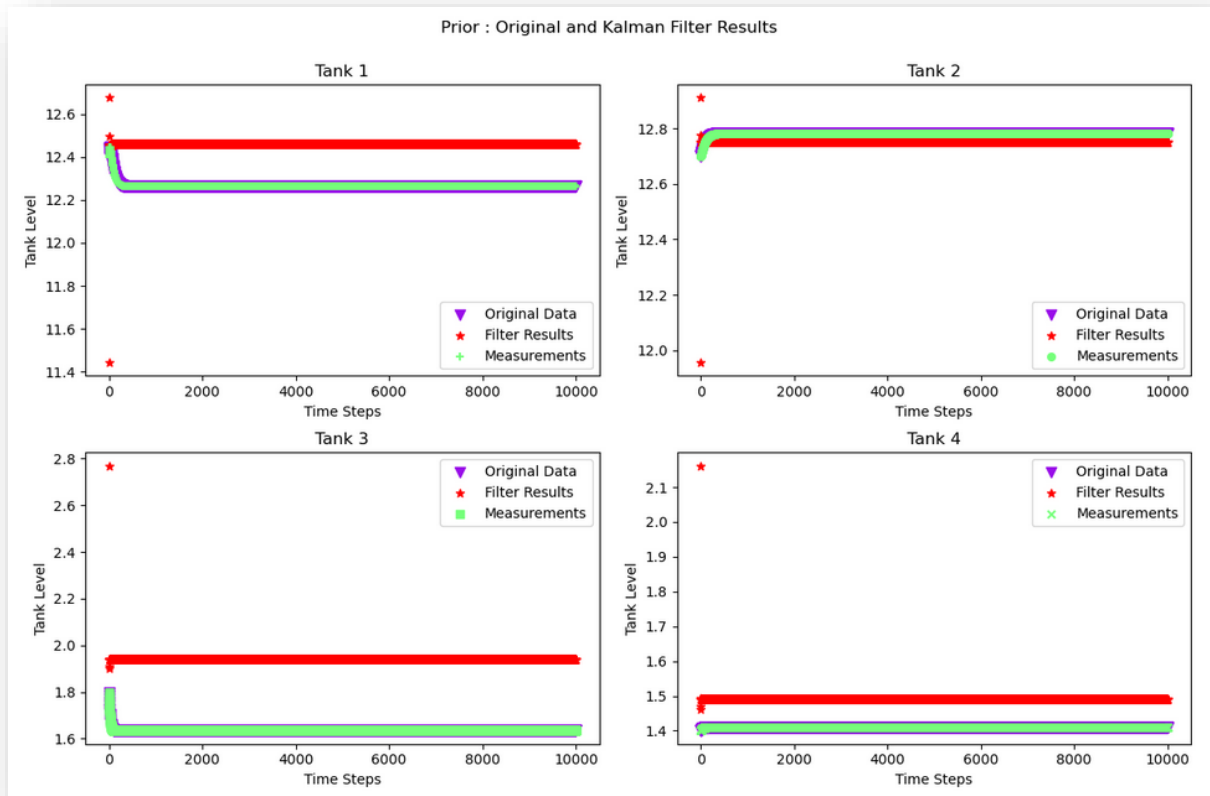 Prior : Original and Kalman Filter Results
Tank 1
12.6
12.4
12.2
12.0
11.8
11.6
11.4
Tank Level
Original Data
Filter Results
Measurements
0 2000 4000 6000 8000 10000
Time Steps
Tank 2
12.8
12.6
12.4
12.2
12.0
Tank Level
Original Data
Filter Results
Measurements
0 2000 4000 6000 8000 10000
Time Steps
Tank 3
2.8
2.6
2.4
2.2
2.0
1.8
1.6
Tank Level
Original Data
Filter Results
Measurements
0 2000 4000 6000 8000 10000
Time Steps
Tank 4
2.1
2.0
1.9
1.8
1.7
1.6
1.5
1.4
Tank Level
Original Data
Filter Results
Measurements
0 2000 4000 6000 8000 10000
Time Steps